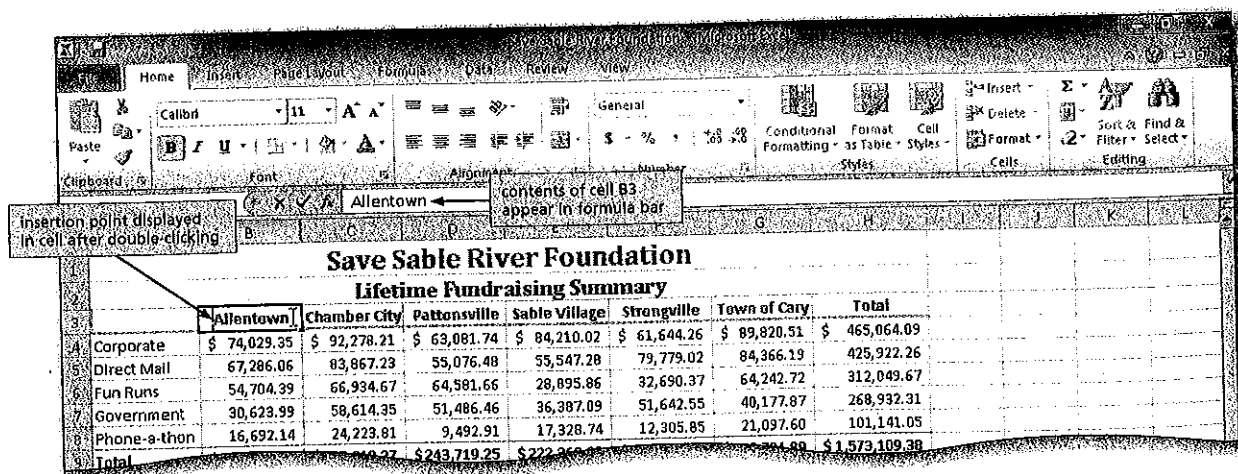 Home Insert Page Layout Formulas Data Review View
Calibri 11 A A General Insert Σ
Paste Delete
B I U A $ % , Conditional Format Cell Format Sort & Find &
Formatting as Table Styles Filter Select
Clipboard Font Alignment Number Styles Cells Editing
Allentown
contents of cell B3
appear in formula bar
insertion point displayed
in cell after double-clicking
B C D E G H I J K L
1 Save Sable River Foundation
2 Lifetime Fundraising Summary
3 Allentown Chamber City Pattonsville Sable Village Strongville Town of Cary Total
4 Corporate $ 74,029.35 $ 92,278.21 $ 63,081.74 $ 84,210.02 $ 61,644.26 $ 89,820.51 $ 465,064.09
5 Direct Mail 67,286.06 83,867.23 55,076.48 55,547.28 79,779.02 84,366.19 425,922.26
6 Fun Runs 54,704.39 66,934.67 64,581.66 28,895.86 32,690.37 64,242.72 312,049.67
7 Government 30,623.99 58,614.35 51,486.46 36,387.09 51,642.55 40,177.87 268,932.31
8 Phone-a-thon 16,692.14 24,223.81 9,492.91 17,328.74 12,305.85 21,097.60 101,141.05
9 Total $243,719.25 $1,573,109.38